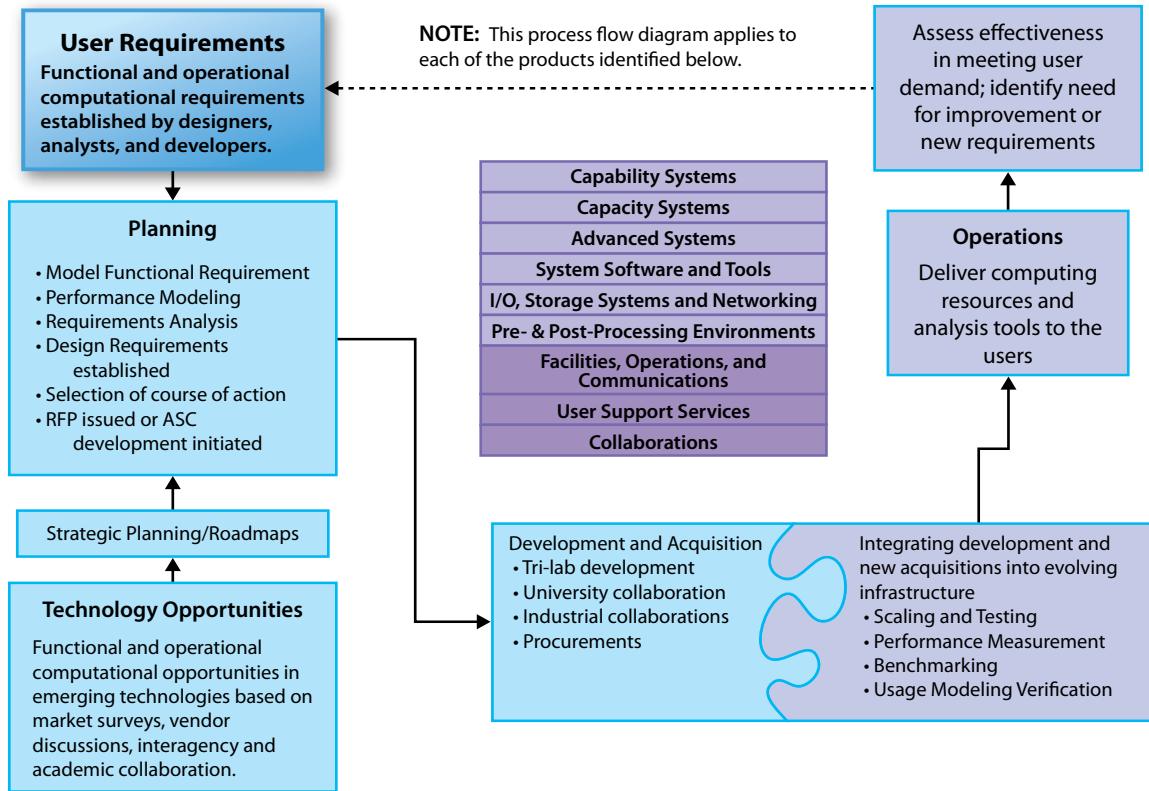 User Requirements
Functional and operational
computational requirements
established by designers,
analysts, and developers.
NOTE: This process flow diagram applies to
each of the products identified below.
Assess effectiveness
in meeting user
demand; identify need
for improvement or
new requirements
Planning
• Model Functional Requirement
• Performance Modeling
• Requirements Analysis
• Design Requirements
established
• Selection of course of action
• RFP issued or ASC
development initiated
Capability Systems
Capacity Systems
Advanced Systems
System Software and Tools
I/O, Storage Systems and Networking
Pre- & Post-Processing Environments
Facilities, Operations, and
Communications
User Support Services
Collaborations
Operations
Deliver computing
resources and
analysis tools to the
users
Strategic Planning/Roadmaps
Technology Opportunities
Functional and operational
computational opportunities in
emerging technologies based on
market surveys, vendor
discussions, interagency and
academic collaboration.
Development and Acquisition
• Tri-lab development
• University collaboration
• Industrial collaborations
• Procurements
Integrating development and
new acquisitions into evolving
infrastructure
• Scaling and Testing
• Performance Measurement
• Benchmarking
• Usage Modeling Verification